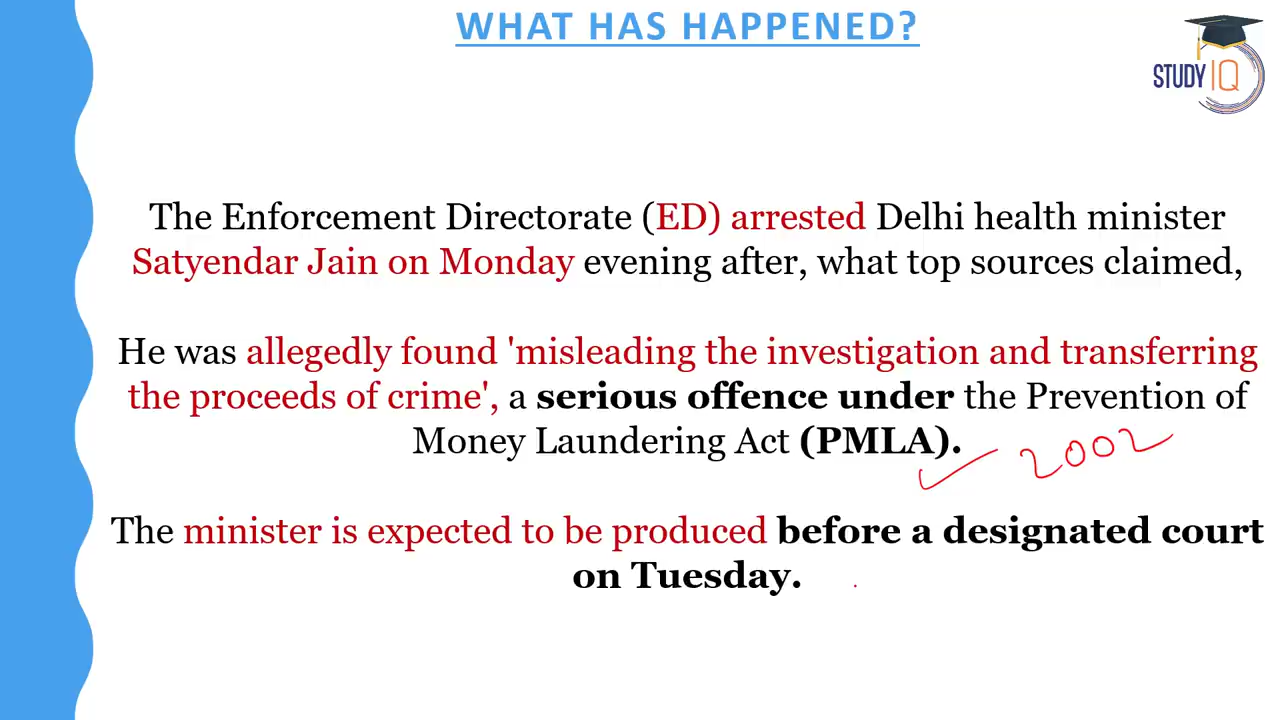 WHAT HAS HAPPENED?
STUDY IQ
The Enforcement Directorate (ED) arrested Delhi health minister
Satyendar Jain on Monday evening after, what top sources claimed,
He was allegedly found 'misleading the investigation and transferring
the proceeds of crime', a serious offence under the Prevention of
Money Laundering Act (PMLA).
2002
The minister is expected to be produced before a designated court
on Tuesday.